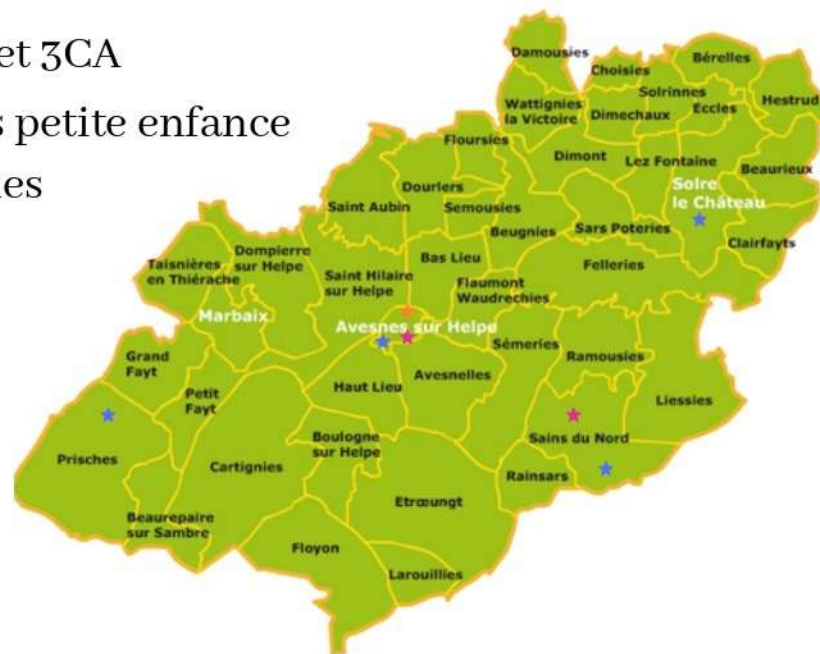 et 3CA
petite enfance
Damousies
Choisies
Bérelles
Solrinnes
Hestrud
Wattignies
la Victoire
Dimechaux
Eccles
Floursies
Dimont
Lez Fontaine
Beaurieux
Dourlers
Solre
le Château
Saint Aubin
Semousies
Beugnies
Sars Poteries
Clairfayts
Dompierre
sur Helpe
Bas Lieu
Felleries
Taisnières
en Thiérache
Saint Hilaire
sur Helpe
Flaumont
Waudrechies
Marbaix
Avesnes sur Helpe
Sémeries
Ramousies
Grand
Fayt
Haut Lieu
Avesnelles
Petit
Fayt
Liessies
Boulogne
sur Helpe
Sains du Nord
Prisches
Cartignies
Rainsars
Etrœungt
Beaurepaire
sur Sambre
Floyon
Larouillies